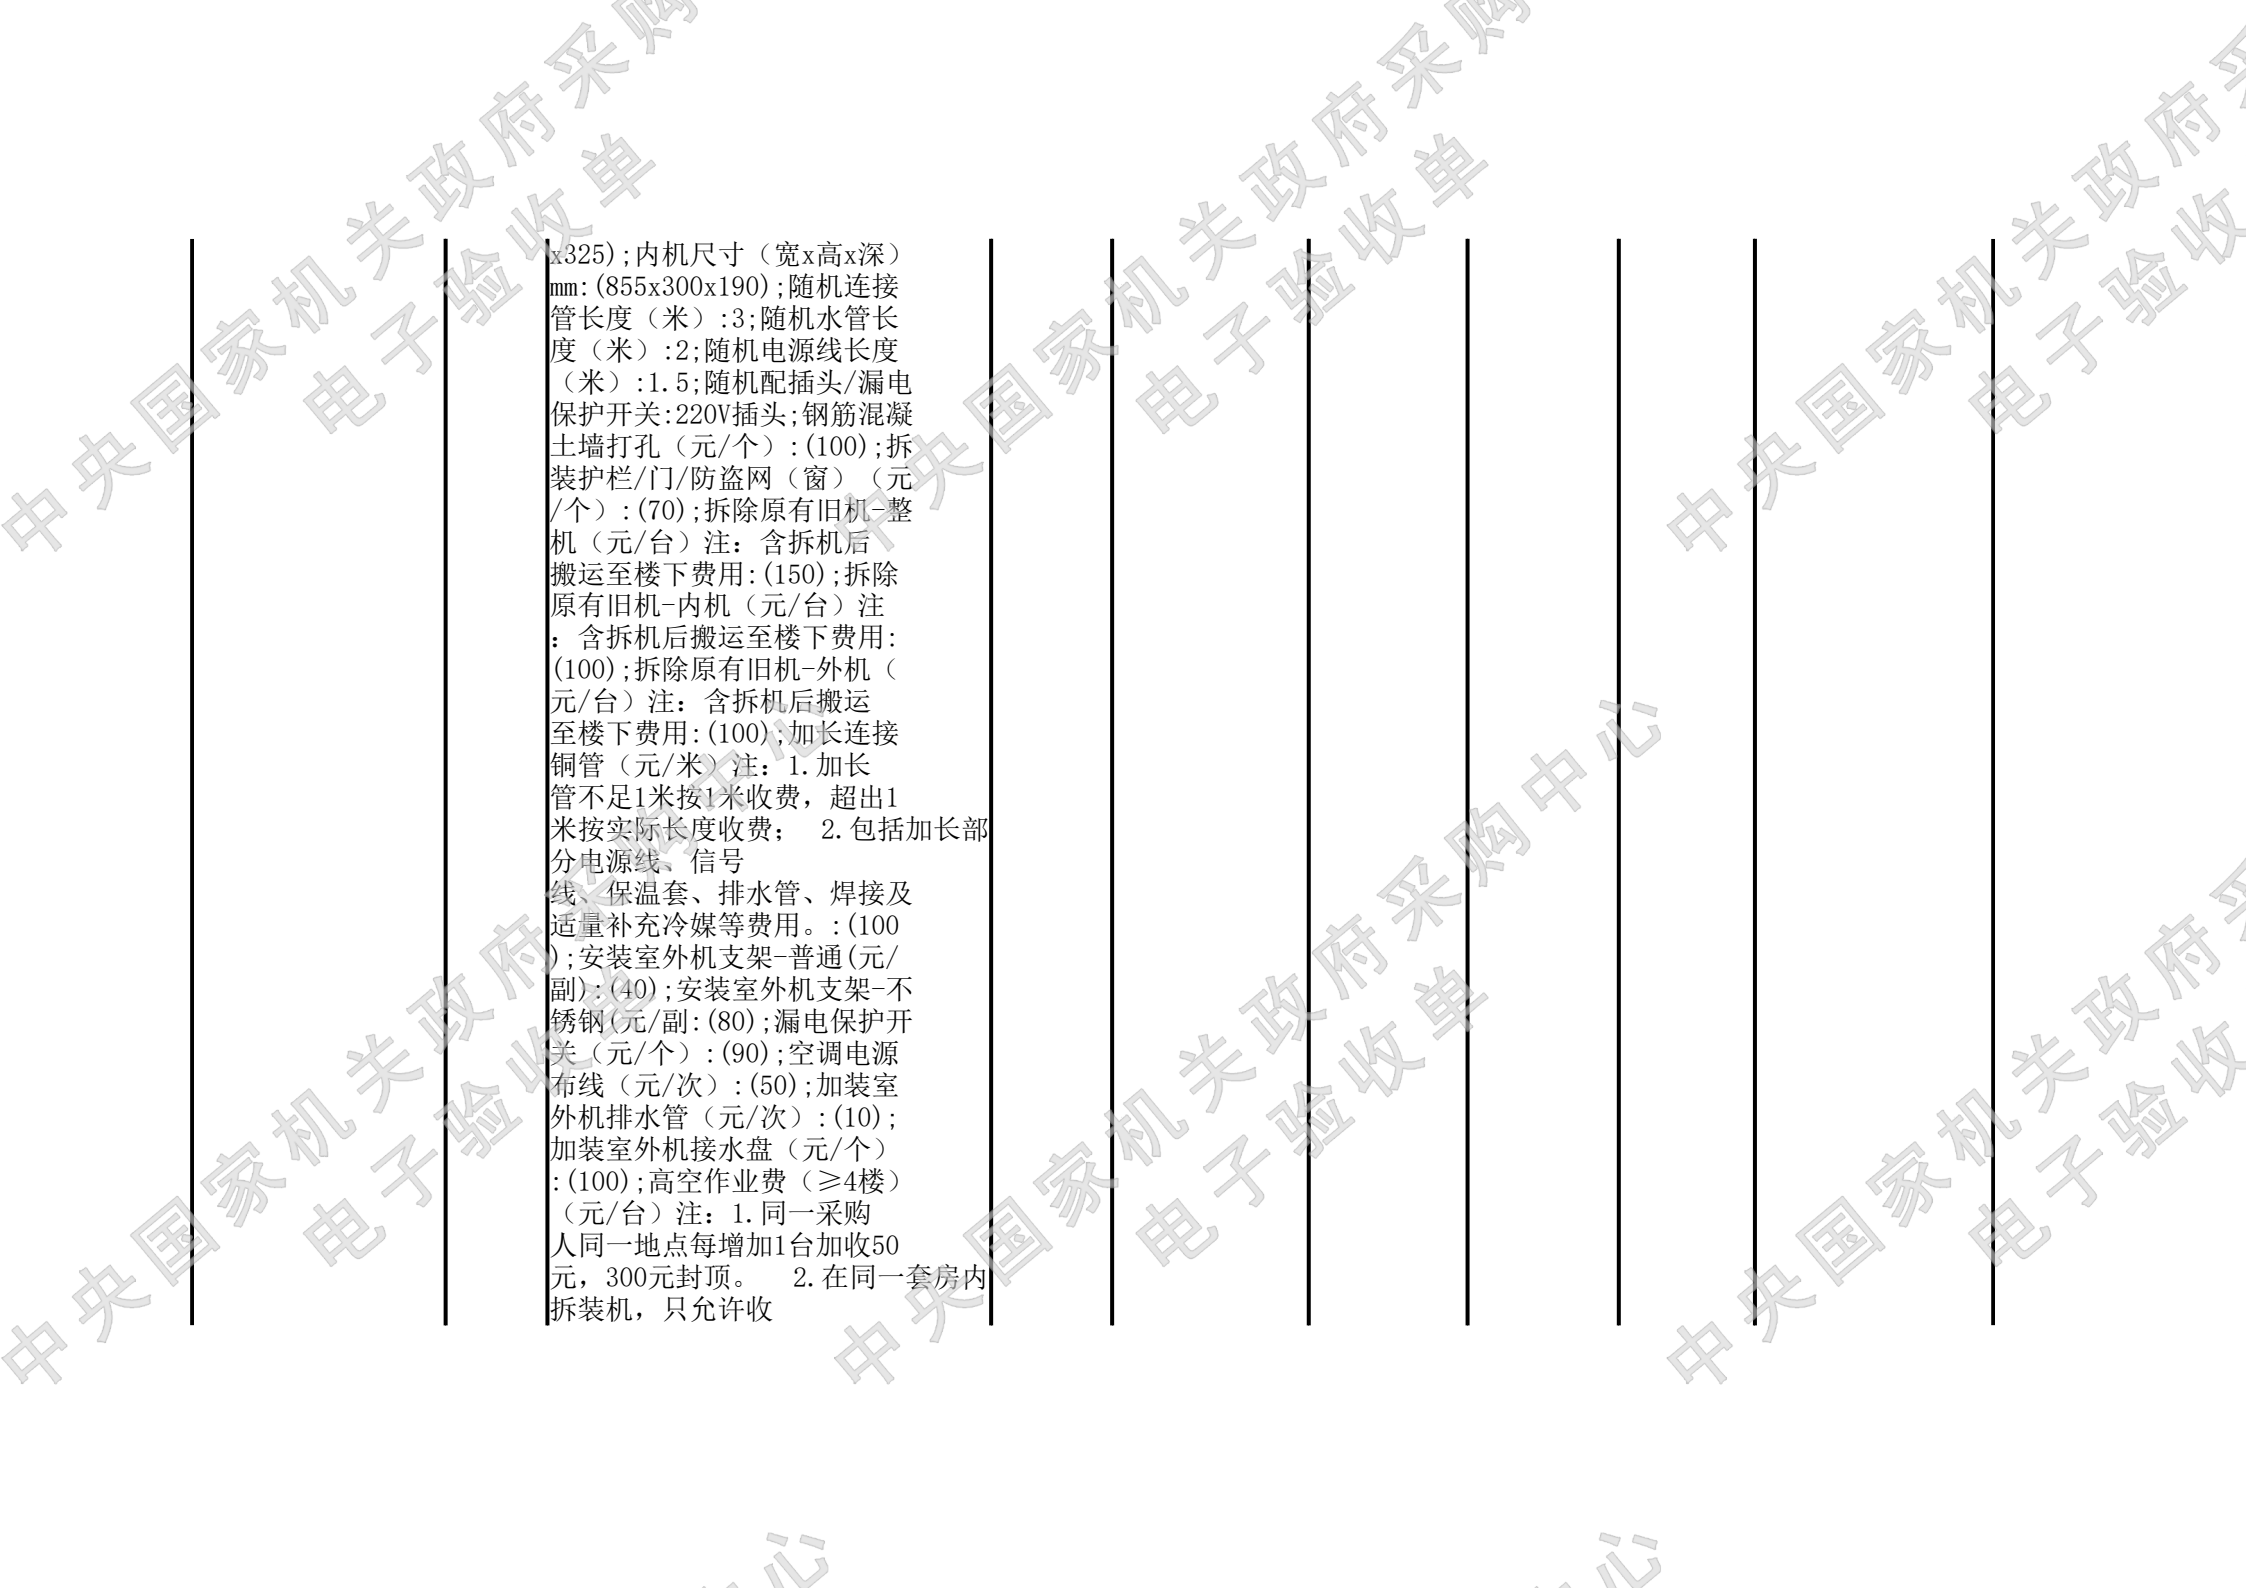 x325);内机尺寸（宽x高x深）
mm:(855x300x190);随机连接
管长度（米）:3;随机水管长
度（米）:2;随机电源线长度
（米）:1.5;随机配插头/漏电
保护开关:220V插头;钢筋混凝
土墙打孔（元/个）:(100);拆
装护栏/门/防盗网（窗）（元
/个）:(70);拆除原有旧机-整
机（元/台）注：含拆机后
搬运至楼下费用:(150);拆除
原有旧机-内机（元/台）注
：含拆机后搬运至楼下费用:
(100);拆除原有旧机-外机（
元/台）注：含拆机后搬运
至楼下费用:(100);加长连接
铜管（元/米）注：1.加长
管不足1米按1米收费，超出1
米按实际长度收费； 2.包括加长部
分电源线、信号
线、保温套、排水管、焊接及
适量补充冷媒等费用。:(100
);安装室外机支架-普通(元/
副):(40);安装室外机支架-不
锈钢(元/副:(80);漏电保护开
关（元/个）:(90);空调电源
布线（元/次）:(50);加装室
外机排水管（元/次）:(10);
加装室外机接水盘（元/个）
:(100);高空作业费（≥4楼）
（元/台）注：1.同一采购
人同一地点每增加1台加收50
元，300元封顶。 2.在同一套房内
拆装机，只允许收
中央国家机关政府采购中心
电子验收单